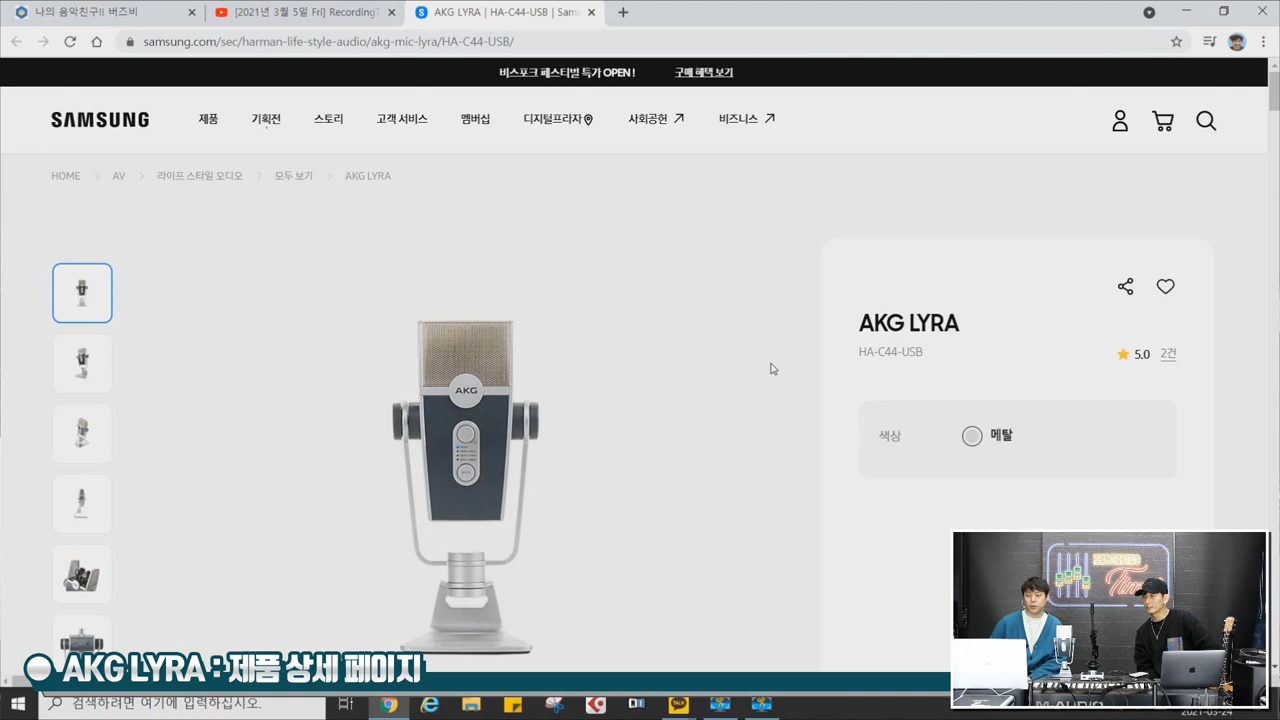 나의 음악친구!! 버즈비
[2021년 3월 5일 Fri] RecordingT
AKG LYRA | HA-C44-USB | Sam
samsung.com/sec/harman-life-style-audio/akg-mic-lyra/HA-C44-USB/
비스포크 페스티벌 특가 OPEN !
구매 혜택 보기
SAMSUNG
제품
기획전
스토리
고객 서비스
멤버십
디지털프라자
사회공헌
비즈니스
HOME > AV > 라이프 스타일 오디오 > 모두 보기 > AKG LYRA
AKG LYRA
HA-C44-USB
5.0
2건
AKG
색상
메탈
Time
AKG LYRA : 제품 상세 페이지
검색하려면 여기에 입력하십시오.
TALK
M-AUDIO
2021-03-24